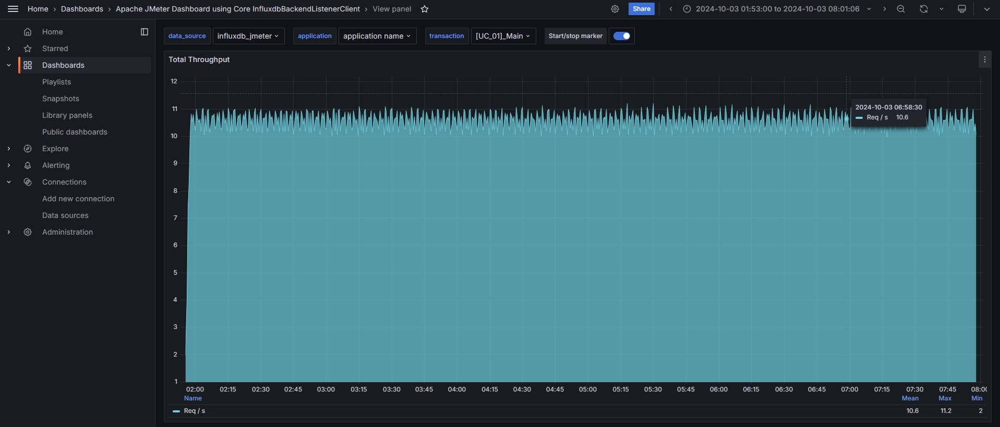 Home > Dashboards > Apache JMeter Dashboard using Core InfluxdbBackendListenerClient > View panel
Share
2024-10-03 01:53:00 to 2024-10-03 08:01:06
Home
Starred
Dashboards
Playlists
Snapshots
Library panels
Public dashboards
Explore
Alerting
Connections
Add new connection
Data sources
Administration
data_source influxdb_jmeter application application name transaction [UC_01]_Main Start/stop marker
Total Throughput
12
11
10
9
8
7
6
5
4
3
2
1
2024-10-03 06:58:30
Req / s 10.6
02:00 02:15 02:30 02:45 03:00 03:15 03:30 03:45 04:00 04:15 04:30 04:45 05:00 05:15 05:30 05:45 06:00 06:15 06:30 06:45 07:00 07:15 07:30 07:45 08:00
Name Mean Max Min
Req / s 10.6 11.2 2